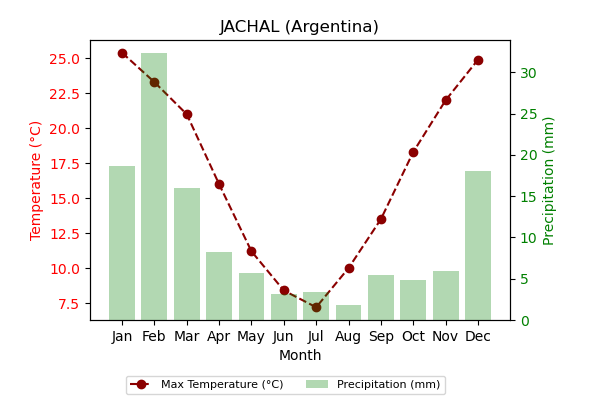 JACHAL (Argentina)
Temperature (°C)
25.0
22.5
20.0
17.5
15.0
12.5
10.0
7.5
30
25
20
15
10
5
0
Precipitation (mm)
Jan Feb Mar Apr May Jun Jul Aug Sep Oct Nov Dec
Month
Max Temperature (°C) Precipitation (mm)